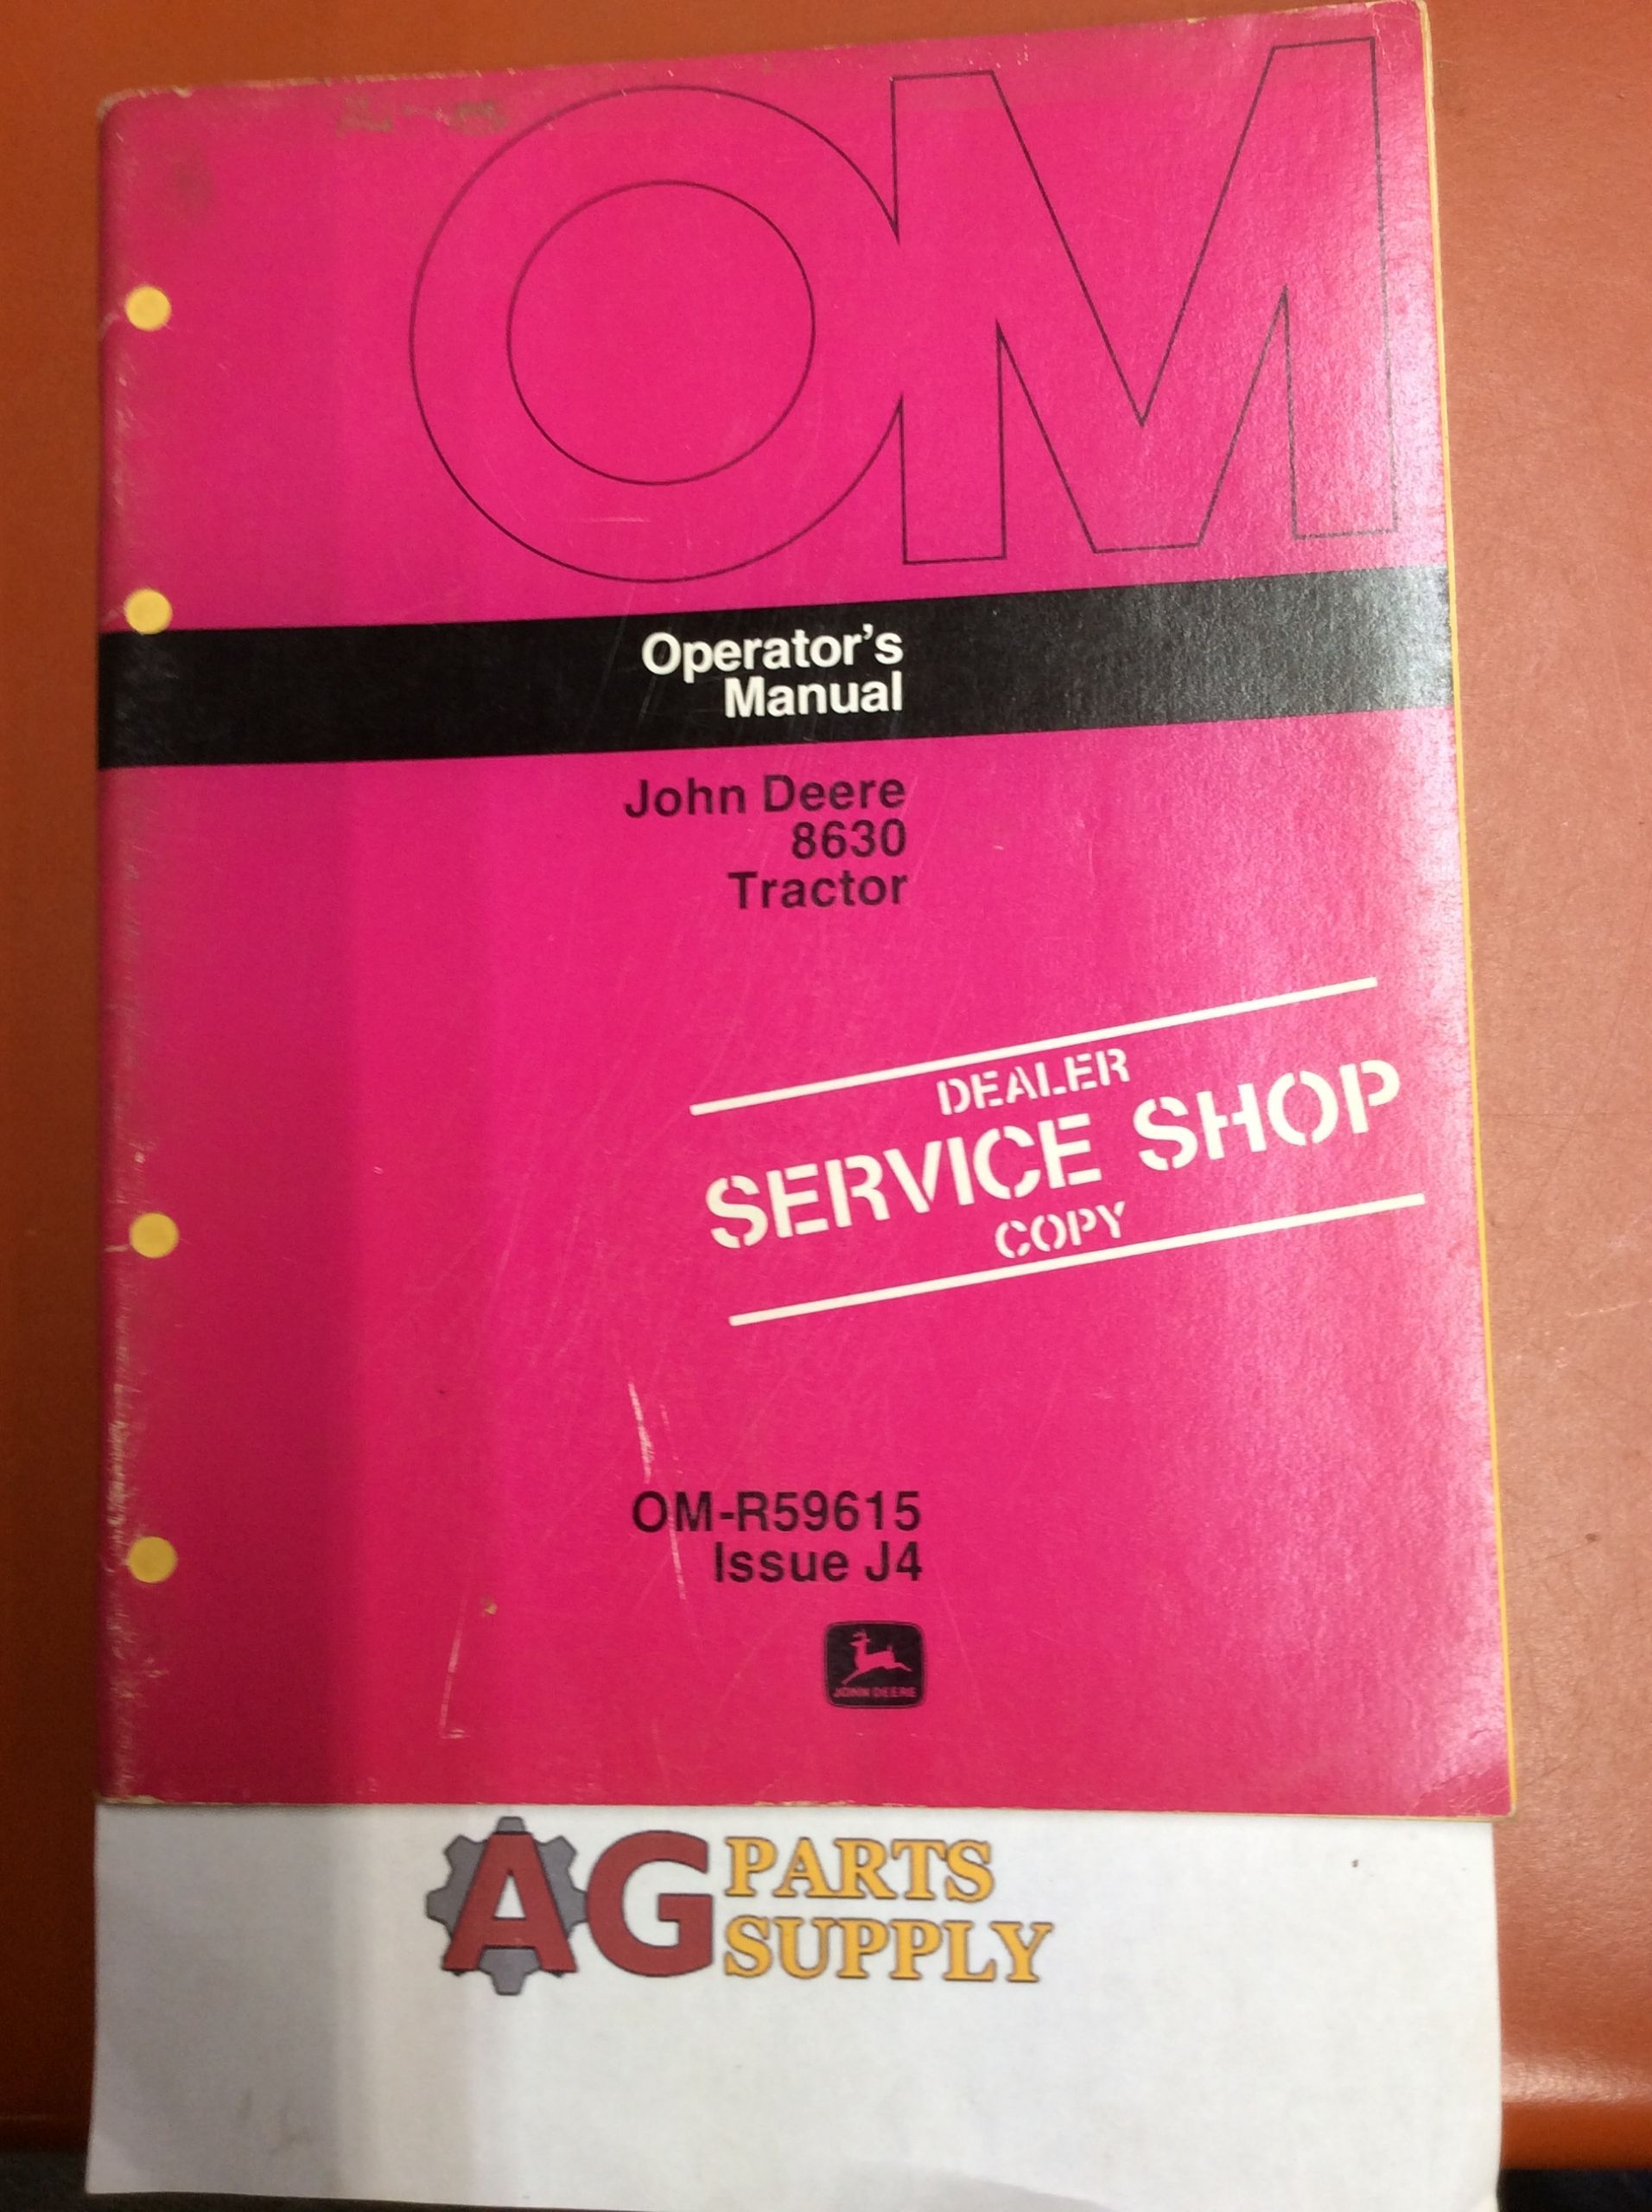 OM
Operator's
Manual
John Deere
8630
Tractor
DEALER
SERVICE SHOP
COPY
OM-R59615
Issue J4
JOHN DEERE
AG PARTS
SUPPLY